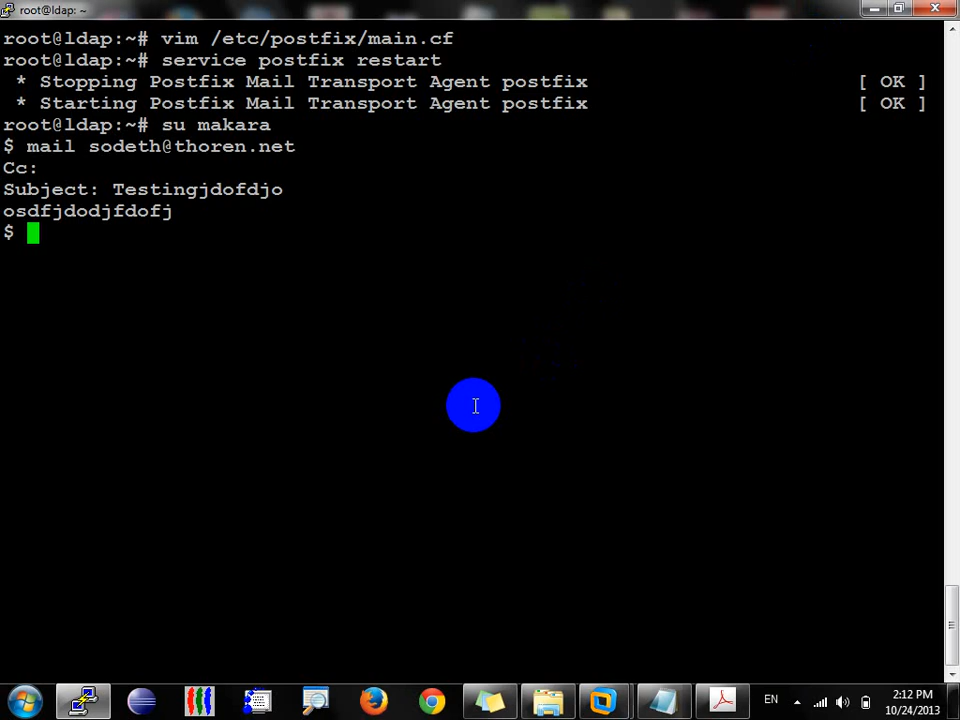 root@ldap: ~
root@ldap:~# vim /etc/postfix/main.cf
root@ldap:~# service postfix restart
* Stopping Postfix Mail Transport Agent postfix [ OK ]
* Starting Postfix Mail Transport Agent postfix [ OK ]
root@ldap:~# su makara
$ mail sodeth@thoren.net
Cc:
Subject: Testingjdofdjo
osdfjdodjfdofj
$
EN
2:12 PM
10/24/2013